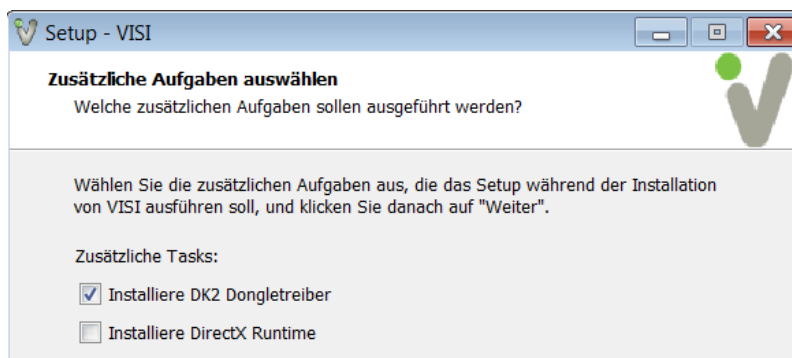 Setup - VISI
Zusätzliche Aufgaben auswählen
Welche zusätzlichen Aufgaben sollen ausgeführt werden?
Wählen Sie die zusätzlichen Aufgaben aus, die das Setup während der Installation
von VISI ausführen soll, und klicken Sie danach auf "Weiter".
Zusätzliche Tasks:
Installiere DK2 Dongletreiber
Installiere DirectX Runtime